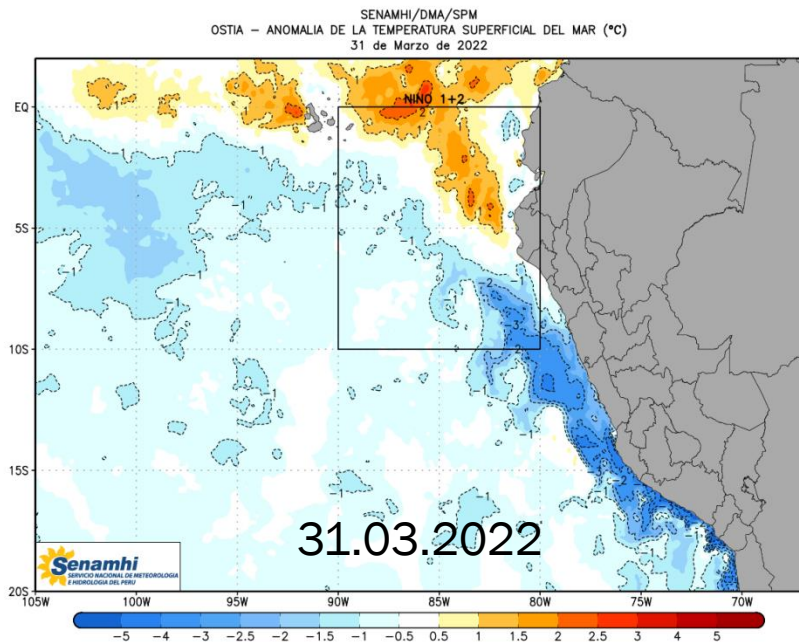 SENAMHI/DMA/SPM
OSTIA – ANOMALIA DE LA TEMPERATURA SUPERFICIAL DEL MAR (°C)
31 de Marzo de 2022
NINO 1+2
EQ
5S
10S
15S
20S
31.03.2022
Senamhi
SERVICIO NACIONAL DE METEOROLOGIA
E HIDROLOGIA DEL PERU
105W 100W 95W 90W 85W 80W 75W 70W
-5 -4 -3 -2.5 -2 -1.5 -1 -0.5 0.5 1 1.5 2 2.5 3 4